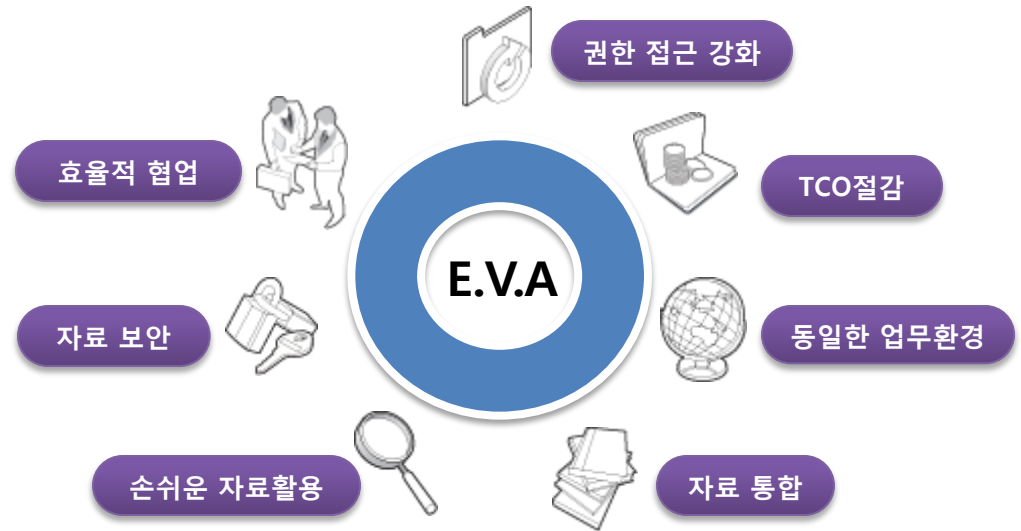 권한 접근 강화
효율적 협업
TCO절감
E.V.A
자료 보안
동일한 업무환경
손쉬운 자료활용
자료 통합